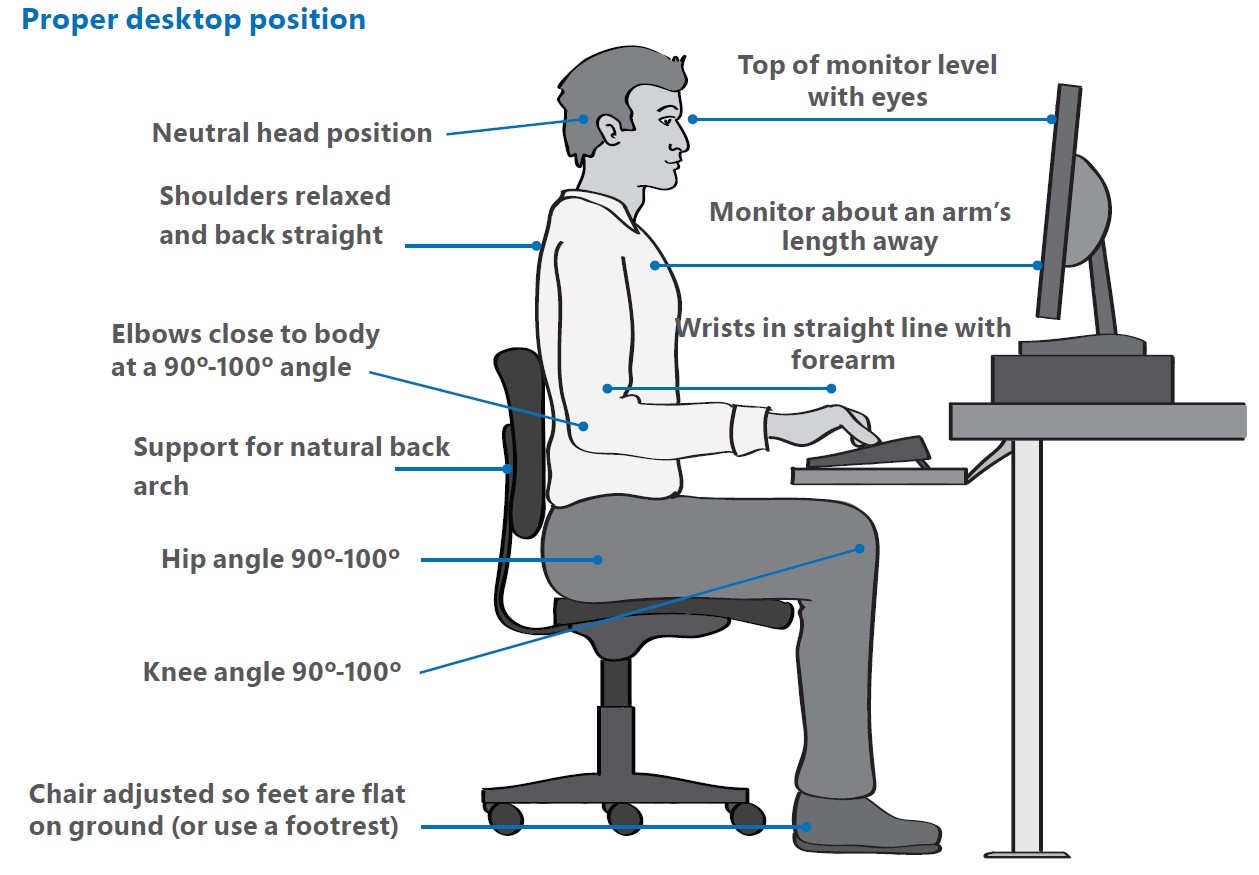 Proper desktop position
Top of monitor level
with eyes
Neutral head position
Shoulders relaxed
and back straight
Monitor about an arm’s
length away
Wrists in straight line with
forearm
Elbows close to body
at a 90º-100º angle
Support for natural back
arch
Hip angle 90º-100º
Knee angle 90º-100º
Chair adjusted so feet are flat
on ground (or use a footrest)